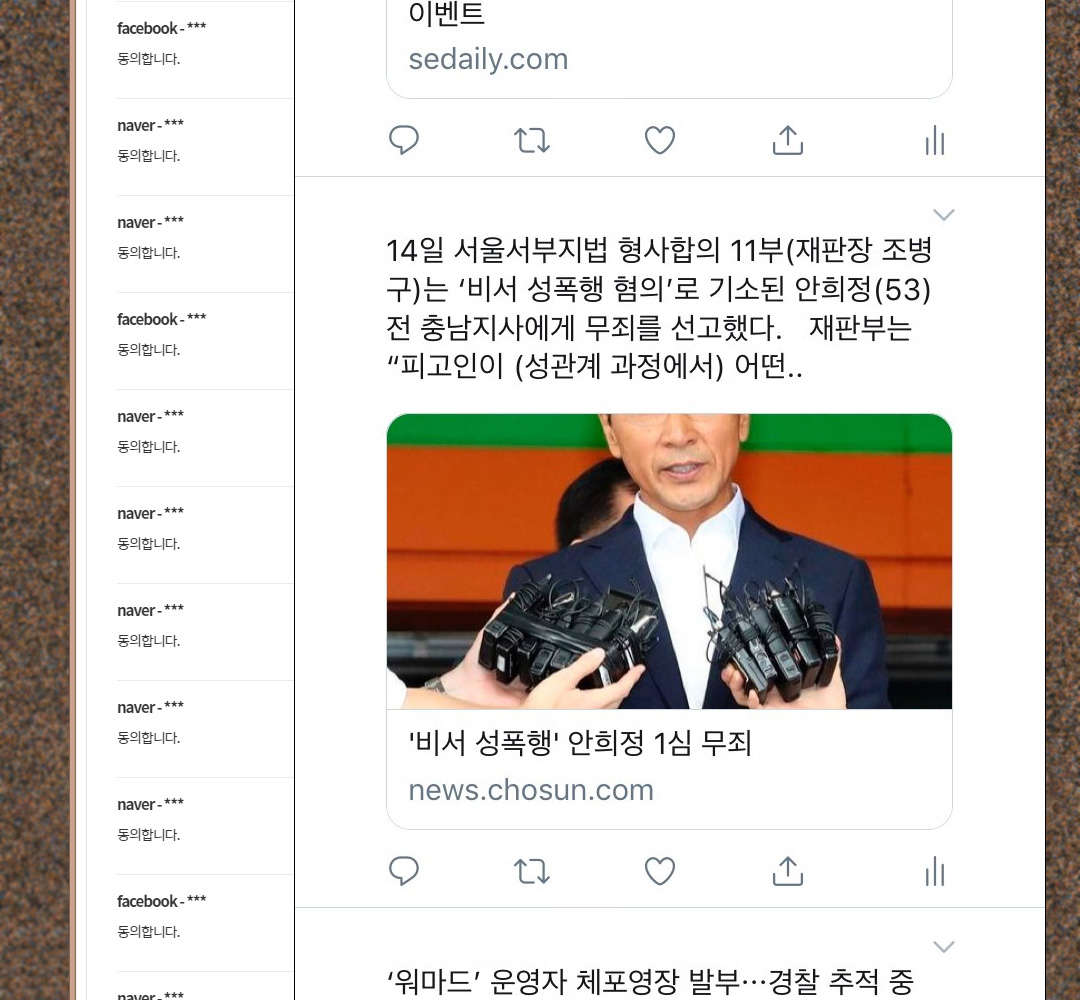 facebook - ***
동의합니다.
naver - ***
동의합니다.
naver - ***
동의합니다.
facebook - ***
동의합니다.
naver - ***
동의합니다.
naver - ***
동의합니다.
naver - ***
동의합니다.
naver - ***
동의합니다.
naver - ***
동의합니다.
facebook - ***
동의합니다.
naver - ***
이벤트
sedaily.com
14일 서울서부지법 형사합의 11부(재판장 조병
구)는 ‘비서 성폭행 혐의’로 기소된 안희정(53)
전 충남지사에게 무죄를 선고했다. 재판부는
“피고인이 (성관계 과정에서) 어떤..
'비서 성폭행' 안희정 1심 무죄
news.chosun.com
‘워마드’ 운영자 체포영장 발부…경찰 추적 중